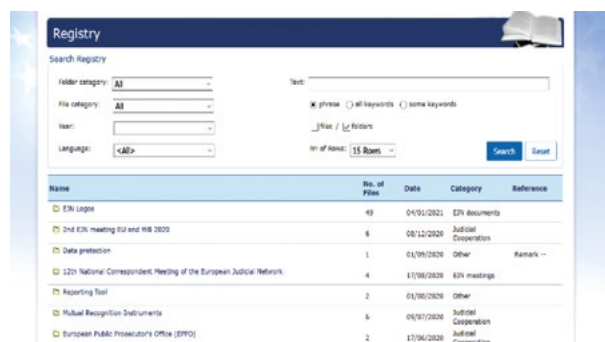 Registry
Search Registry
Folder category: All
Text:
File category: All
phrase all keywords some keywords
Year:
files / folders
Language: <All>
Nº of Rows: 15 Rows
Search Reset
Name No. of Files Date Category Reference
EJN Logos 49 04/01/2021 EJN documents
2nd EJN meeting EU and WB 2020 6 08/12/2020 Judicial Cooperation
Data protection 1 01/09/2020 Other Remark --
12th National Correspondent Meeting of the European Judicial Network 4 17/08/2020 EJN meetings
Reporting Tool 2 01/08/2020 Other
Mutual Recognition Instruments 6 09/07/2020 Judicial Cooperation
European Public Prosecutor's Office (EPPO) 2 17/06/2020 Judicial Cooperation